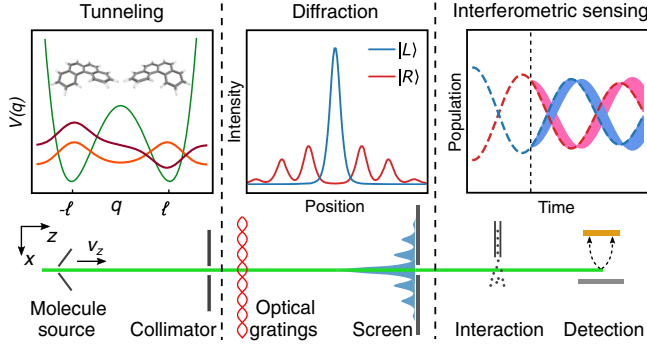 Tunneling
Diffraction
Interferometric sensing
V(q)
-ℓ
q
ℓ
Intensity
|L⟩
|R⟩
Position
Population
Time
z
x
v_z
Molecule
source
Collimator
Optical
gratings
Screen
Interaction
Detection